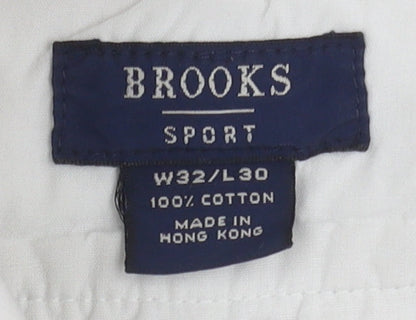 BROOKS
SPORT
W32/L30
100% COTTON
MADE IN
HONG KONG